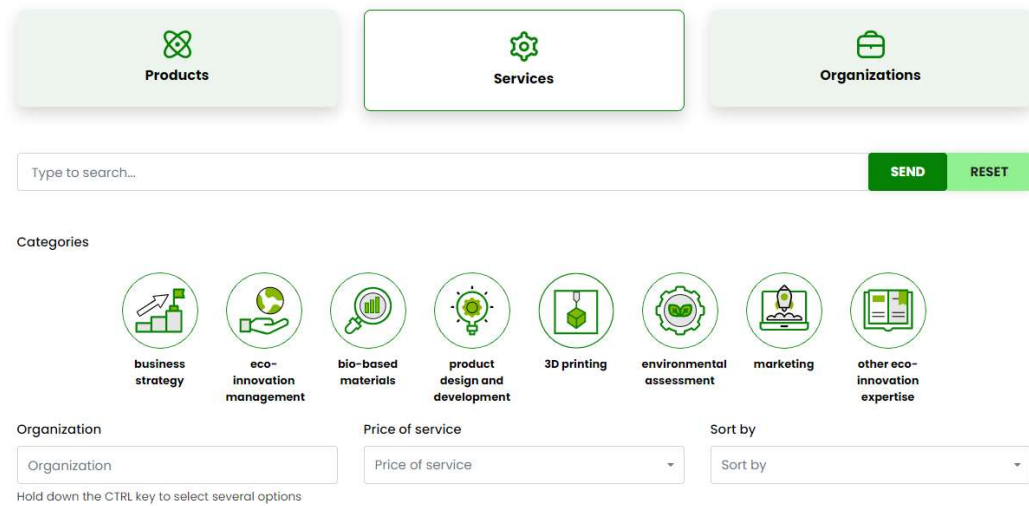 Products
Services
Organizations
Type to search...
SEND
RESET
Categories
business
strategy
eco-
innovation
management
bio-based
materials
product
design and
development
3D printing
environmental
assessment
marketing
other eco-
innovation
expertise
Organization
Price of service
Sort by
Organization
Price of service
Sort by
Hold down the CTRL key to select several options